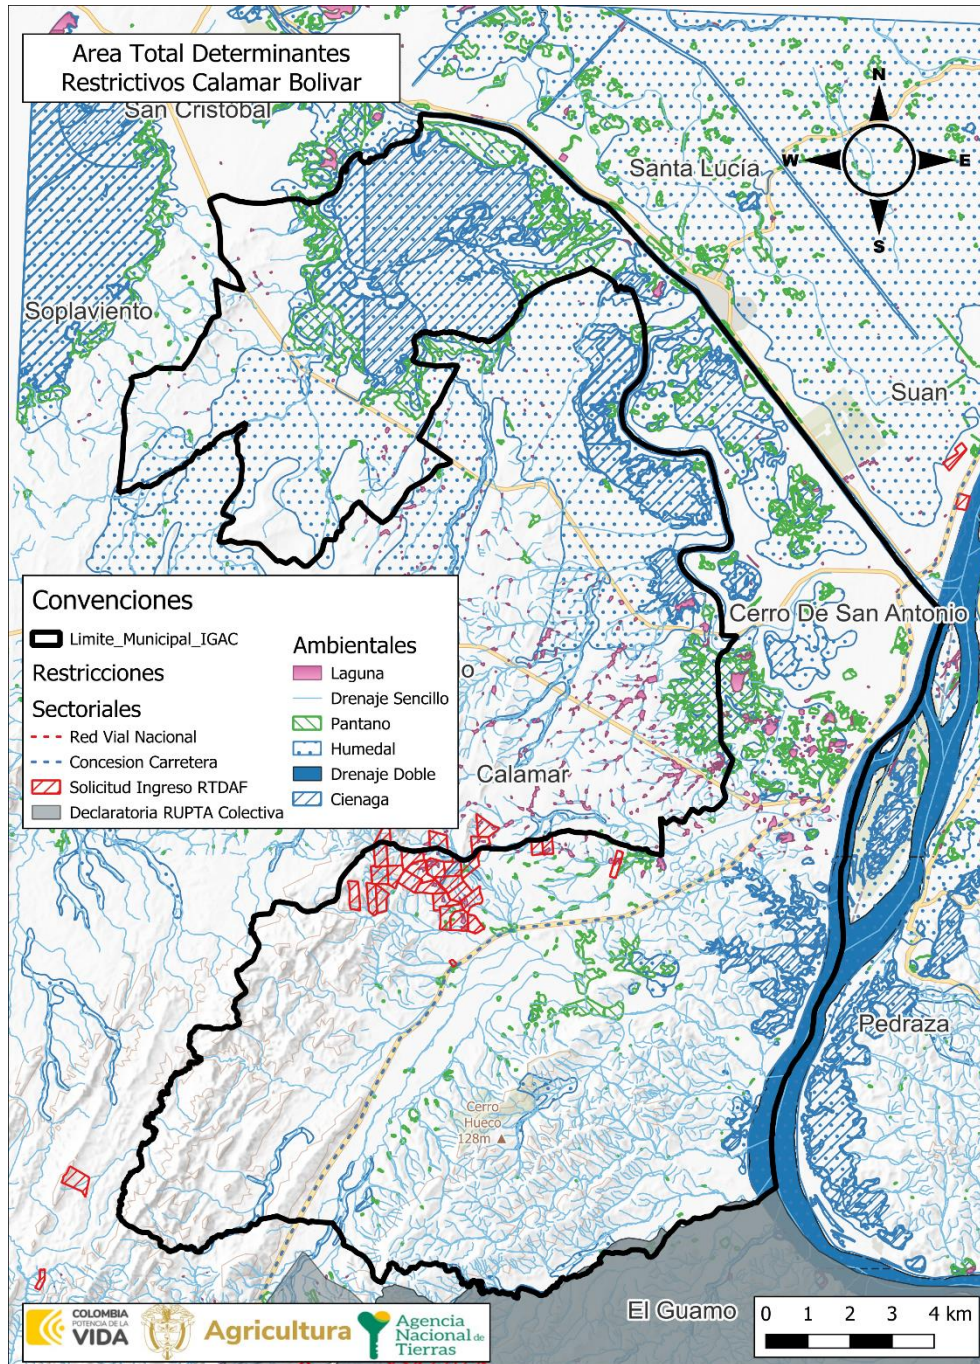 Area Total Determinantes
Restrictivos Calamar Bolivar
San Cristóbal
N
W
E
S
Santa Lucía
Soplaviento
Suan
Convenciones
Limite_Municipal_IGAC
Restricciones
Sectoriales
Red Vial Nacional
Concesion Carretera
Solicitud Ingreso RTDAF
Declaratoria RUPTA Colectiva
Ambientales
Laguna
Drenaje Sencillo
Pantano
Humedal
Drenaje Doble
Cienaga
Cerro De San Antonio
o
Calamar
Pedraza
Cerro
Hueco
128m
El Guamo
COLOMBIA
POTENCIA DE LA
VIDA
Agricultura
Agencia
Nacional de
Tierras
0 1 2 3 4 km